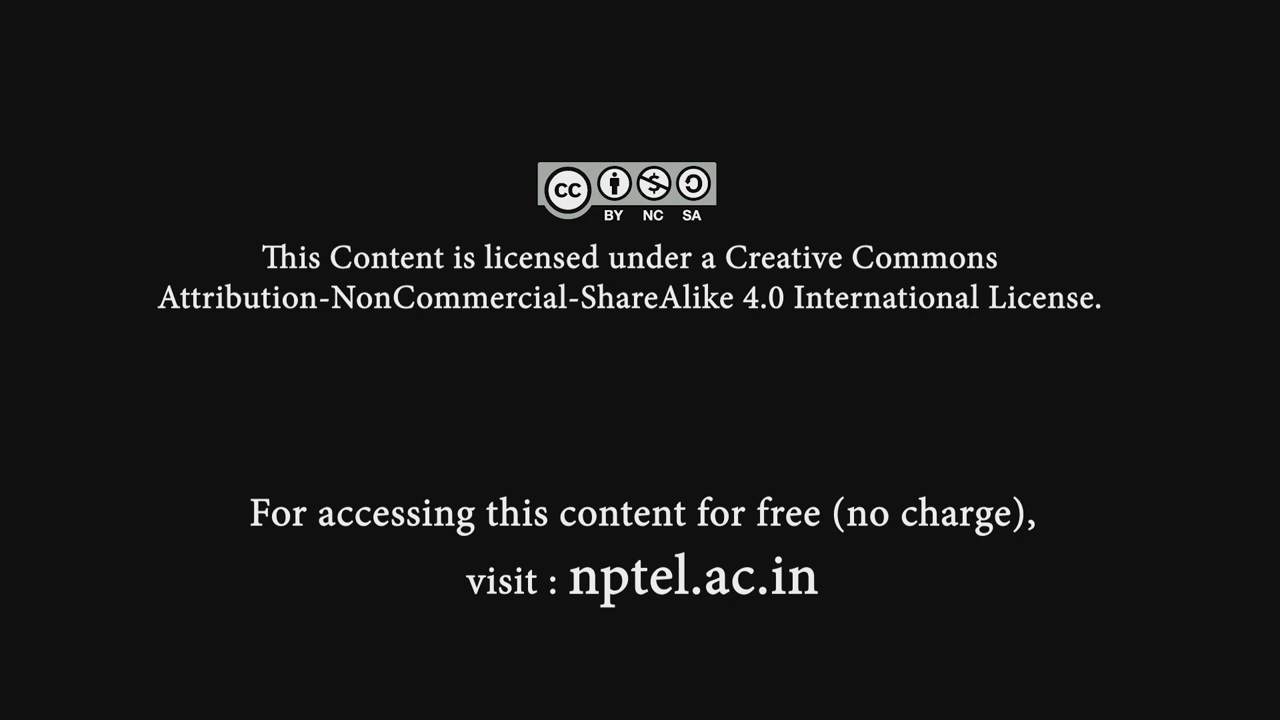 cc BY NC SA
This Content is licensed under a Creative Commons
Attribution-NonCommercial-ShareAlike 4.0 International License.
For accessing this content for free (no charge),
visit : nptel.ac.in